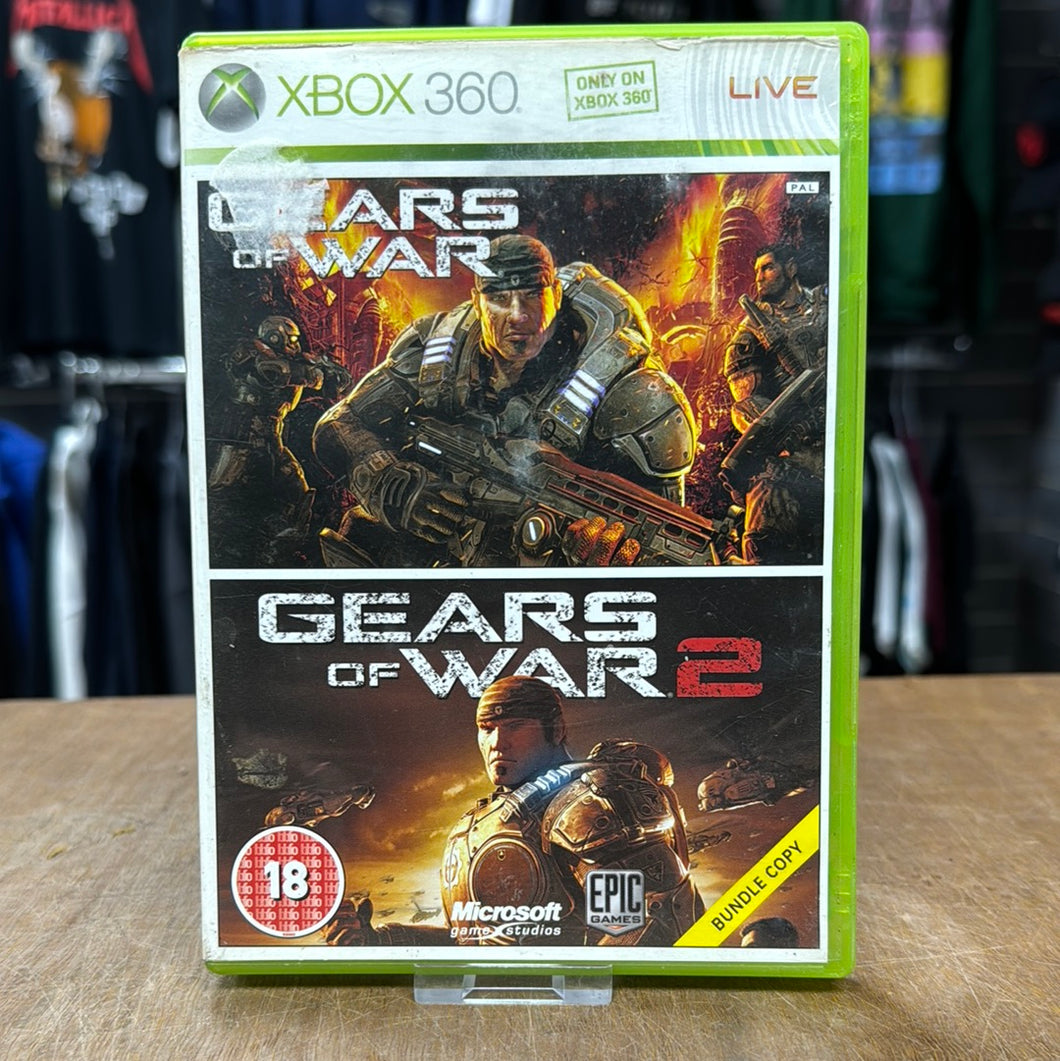 METALLICA
XBOX 360
ONLY ON
XBOX 360
LIVE
PAL
GEARS
OF WAR
GEARS
OF WAR 2
18
Microsoft
game studios
EPIC
GAMES
BUNDLE COPY